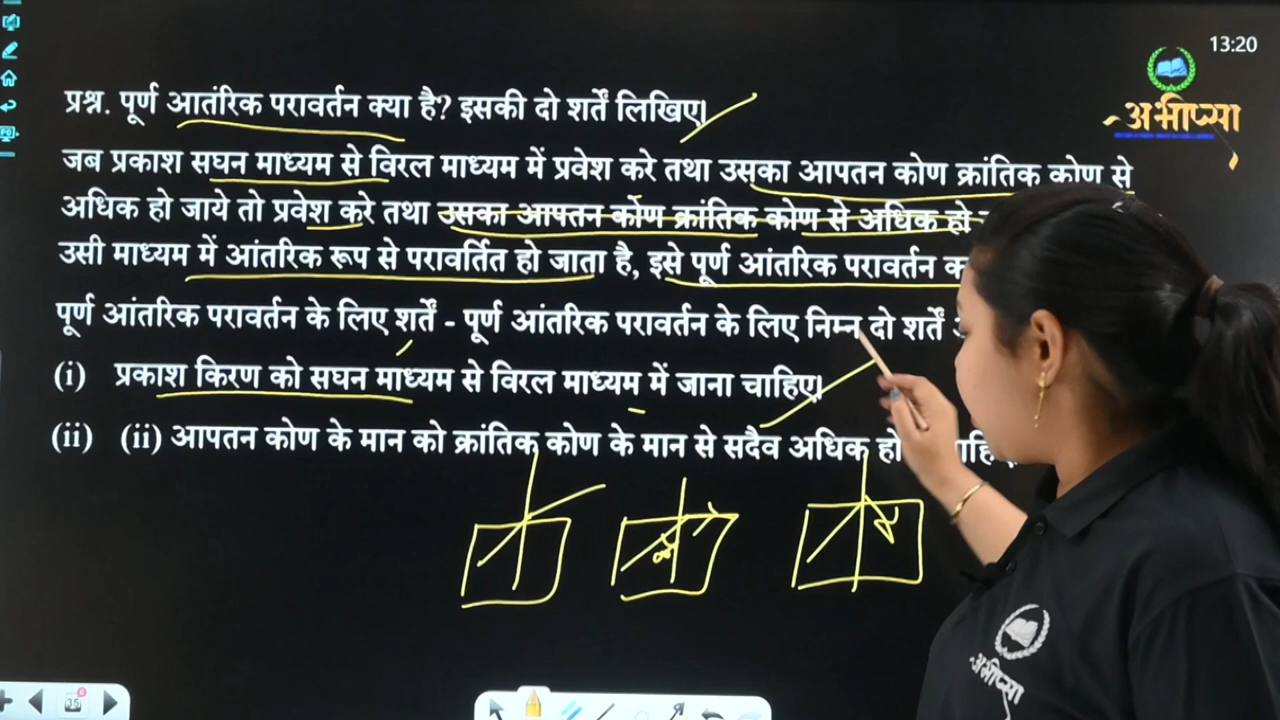 13:20
अभीप्सा
प्रश्न. पूर्ण आतंरिक परावर्तन क्या है? इसकी दो शर्ते लिखिए।
जब प्रकाश सघन माध्यम से विरल माध्यम में प्रवेश करे तथा उसका आपतन कोण क्रांतिक कोण से
अधिक हो जाये तो प्रवेश करे तथा उसका आपतन कोण क्रांतिक कोण से अधिक हो
उसी माध्यम में आंतरिक रूप से परावर्तित हो जाता है, इसे पूर्ण आंतरिक परावर्तन
पूर्ण आंतरिक परावर्तन के लिए शर्तें - पूर्ण आंतरिक परावर्तन के लिए निम्न दो शर्तें
(i) प्रकाश किरण को सघन माध्यम से विरल माध्यम में जाना चाहिए।
(ii) (ii) आपतन कोण के मान को क्रांतिक कोण के मान से सदैव अधिक
अभीप्सा